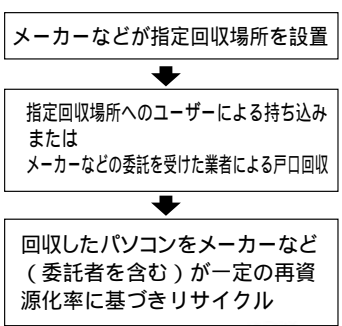 メーカーなどが指定回収場所を設置
指定回収場所へのユーザーによる持ち込み
または
メーカーなどの委託を受けた業者による戸口回収
回収したパソコンをメーカーなど
(委託者を含む)が一定の再資
源化率に基づきリサイクル